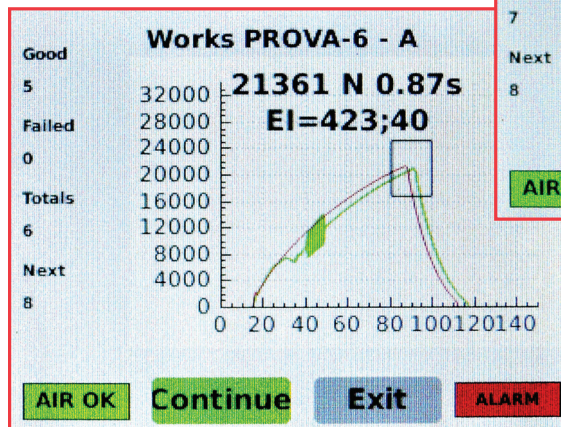 Works PROVA-6 - A
Good
5
Failed
0
Totals
6
Next
8
21361 N 0.87s
EI=423;40
32000
28000
24000
20000
16000
12000
8000
4000
0
0 20 40 60 80 100 120 140
AIR OK
Continue
Exit
ALARM
7
Next
8
AIR